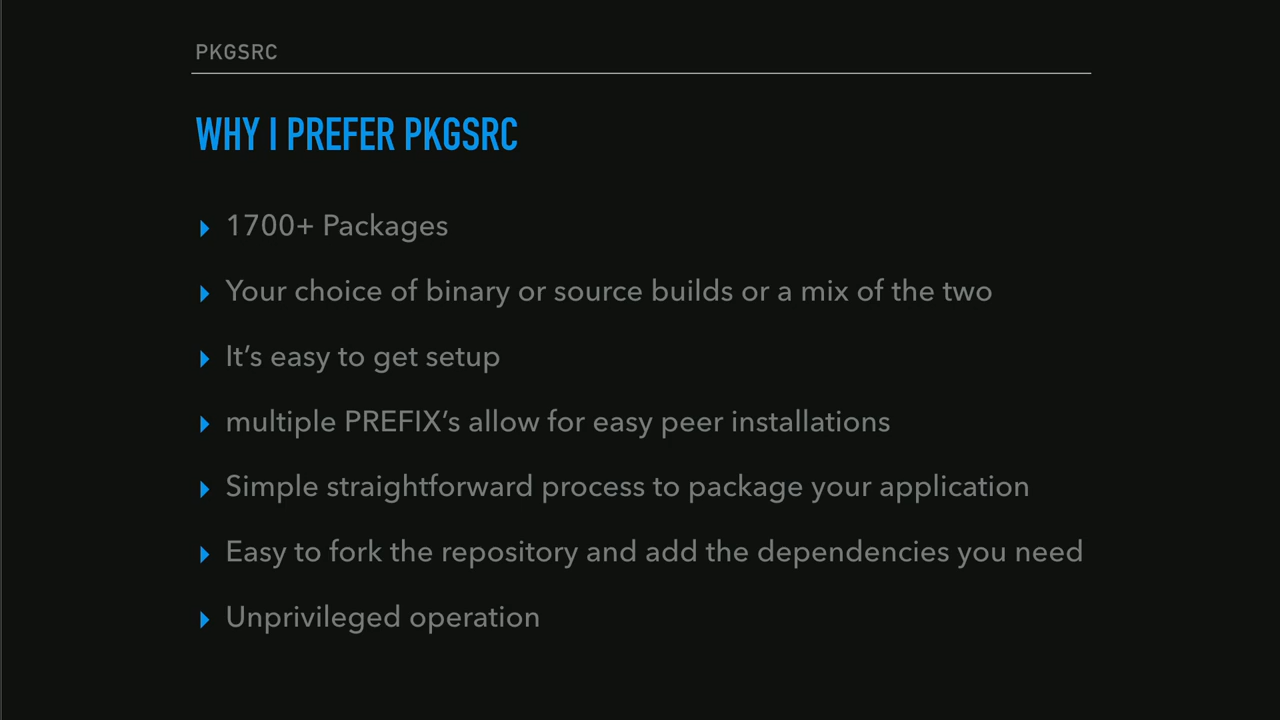 PKGSRC
WHY I PREFER PKGSRC
1700+ Packages
Your choice of binary or source builds or a mix of the two
It’s easy to get setup
multiple PREFIX’s allow for easy peer installations
Simple straightforward process to package your application
Easy to fork the repository and add the dependencies you need
Unprivileged operation